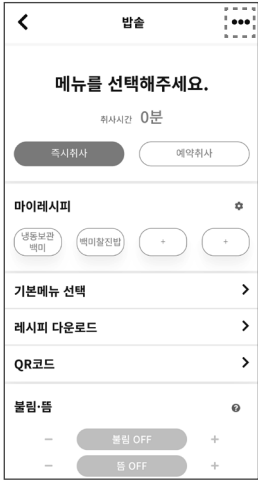 밥솥
메뉴를 선택해주세요.
취사시간 0분
즉시취사 예약취사
마이레시피
냉동보관
백미
백미찰진밥 + +
기본메뉴 선택
레시피 다운로드
QR코드
불림·뜸
− 불림 OFF +
− 뜸 OFF +